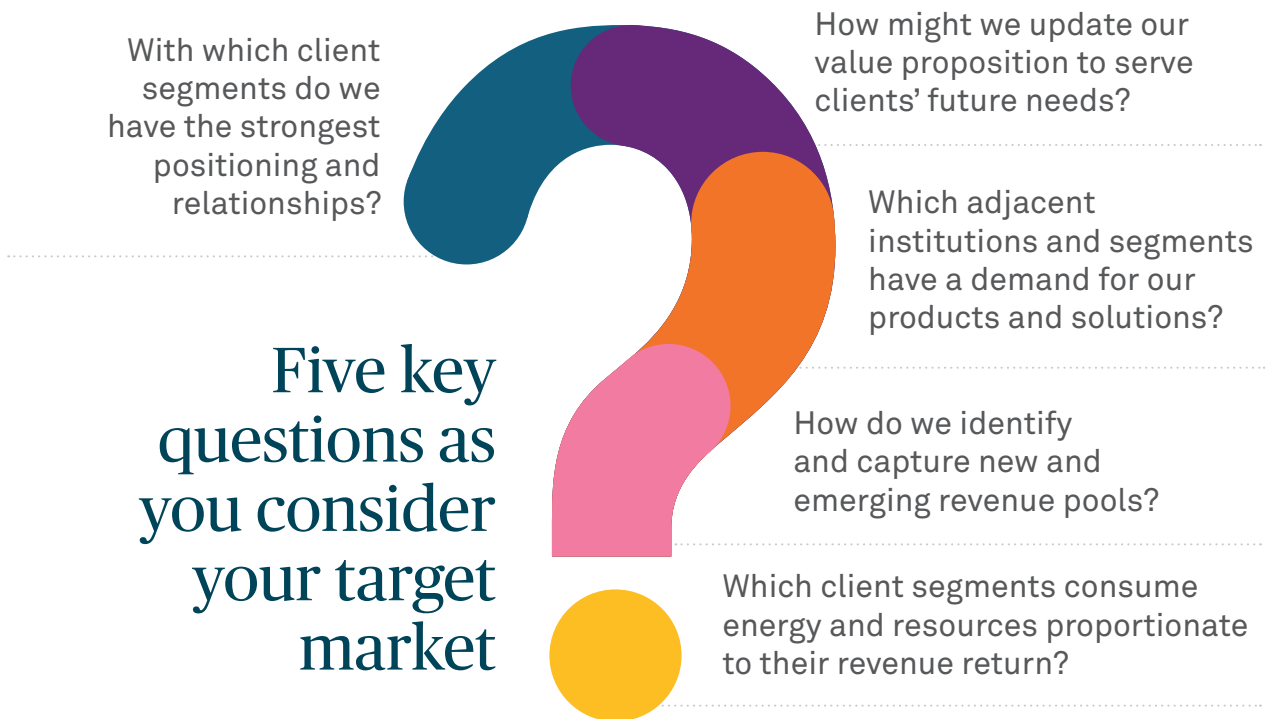 With which client
segments do we
have the strongest
positioning and
relationships?
How might we update our
value proposition to serve
clients’ future needs?
Which adjacent
institutions and segments
have a demand for our
products and solutions?
How do we identify
and capture new and
emerging revenue pools?
Which client segments consume
energy and resources proportionate
to their revenue return?
Five key
questions as
you consider
your target
market